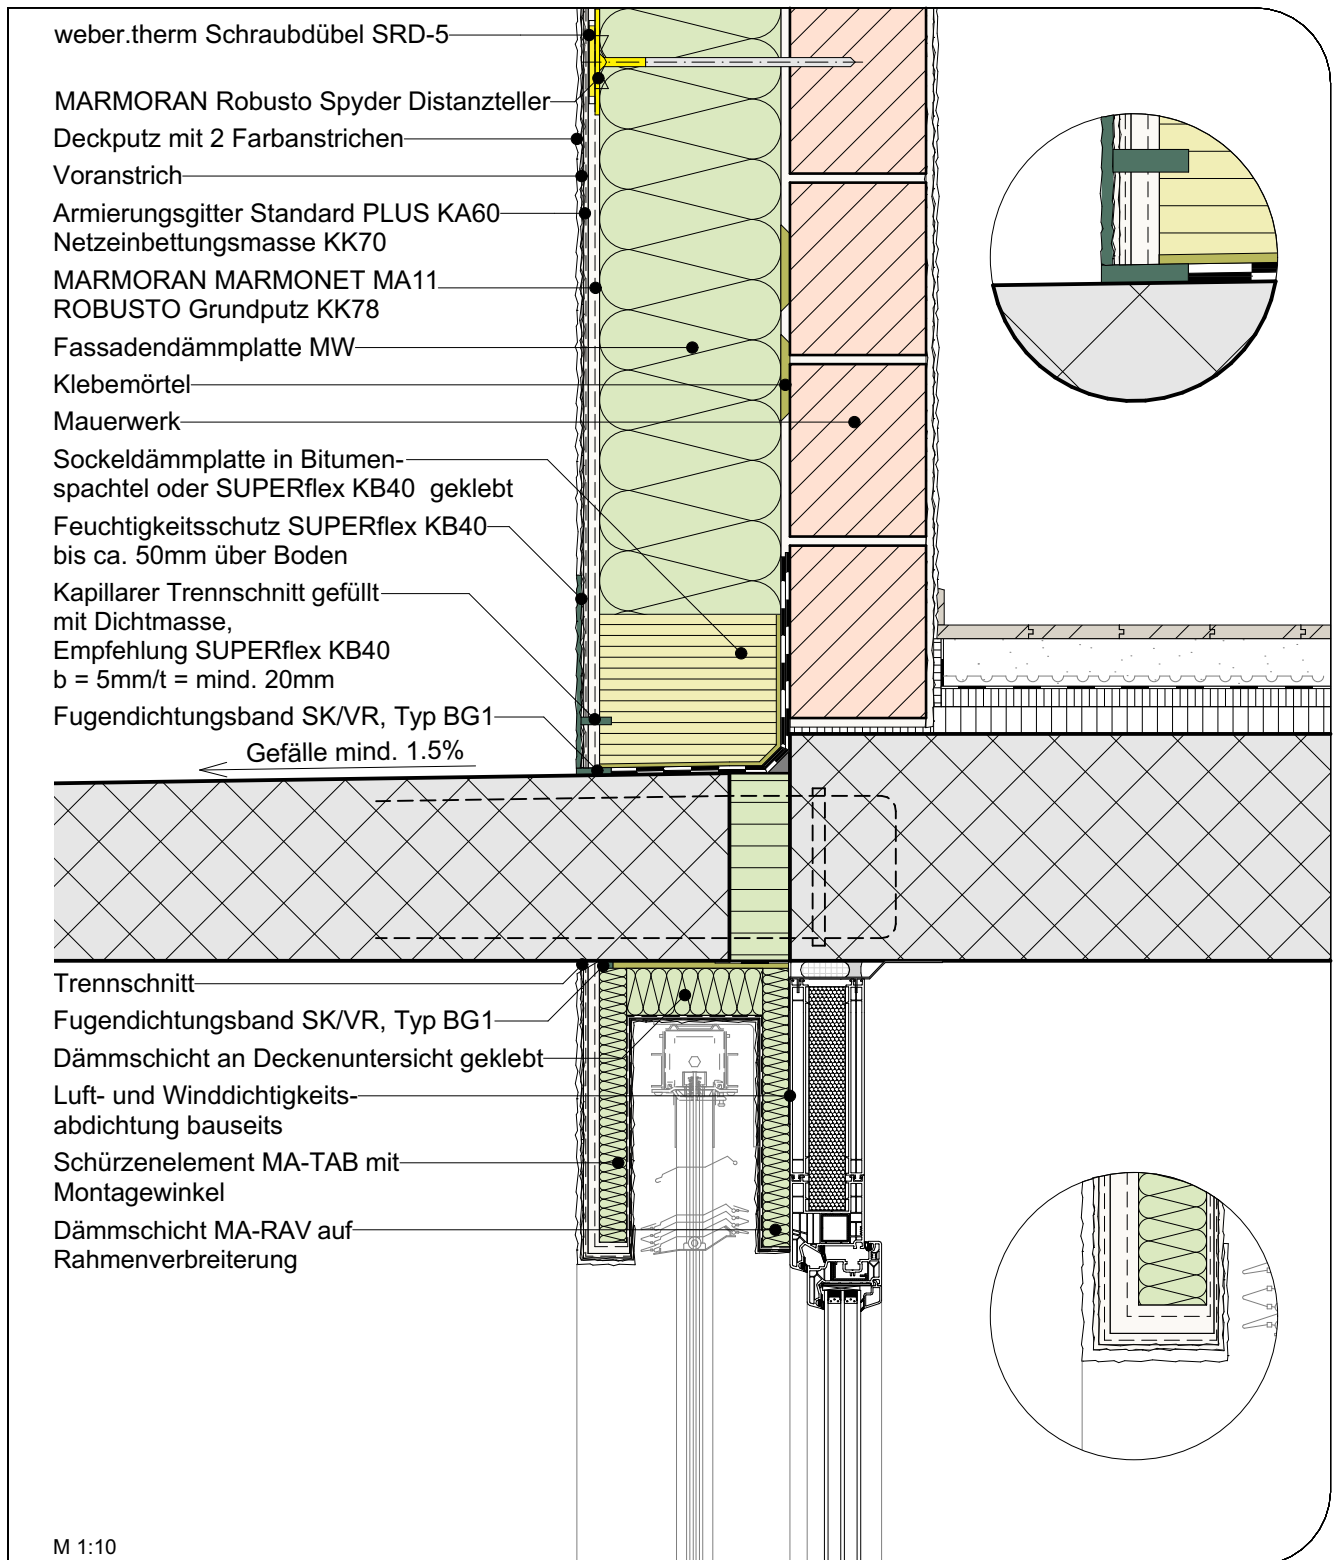 weber.therm Schraubdübel SRD-5
MARMORAN Robusto Spyder Distanzteller
Deckputz mit 2 Farbanstrichen
Voranstrich
Armierungsgitter Standard PLUS KA60
Netzeinbettungsmasse KK70
MARMORAN MARMONET MA11
ROBUSTO Grundputz KK78
Fassadendämmplatte MW
Klebemörtel
Mauerwerk
Sockeldämmplatte in Bitumen-
spachtel oder SUPERflex KB40 geklebt
Feuchtigkeitsschutz SUPERflex KB40
bis ca. 50mm über Boden
Kapillarer Trennschnitt gefüllt
mit Dichtmasse,
Empfehlung SUPERflex KB40
b = 5mm/t = mind. 20mm
Fugendichtungsband SK/VR, Typ BG1
Gefälle mind. 1.5%
Trennschnitt
Fugendichtungsband SK/VR, Typ BG1
Dämmschicht an Deckenuntersicht geklebt
Luft- und Winddichtigkeits-
abdichtung bauseits
Schürzenelement MA-TAB mit
Montagewinkel
Dämmschicht MA-RAV auf
Rahmenverbreiterung
M 1:10